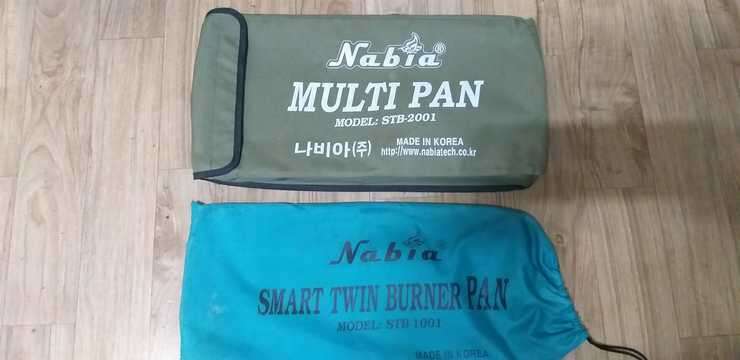 Nabia®
MULTI PAN
MODEL: STB-2001
나비아(주)
MADE IN KOREA
http://www.nabiatech.co.kr
Nabia®
SMART TWIN BURNER PAN
MODEL: STB 1001
MADE IN KOREA